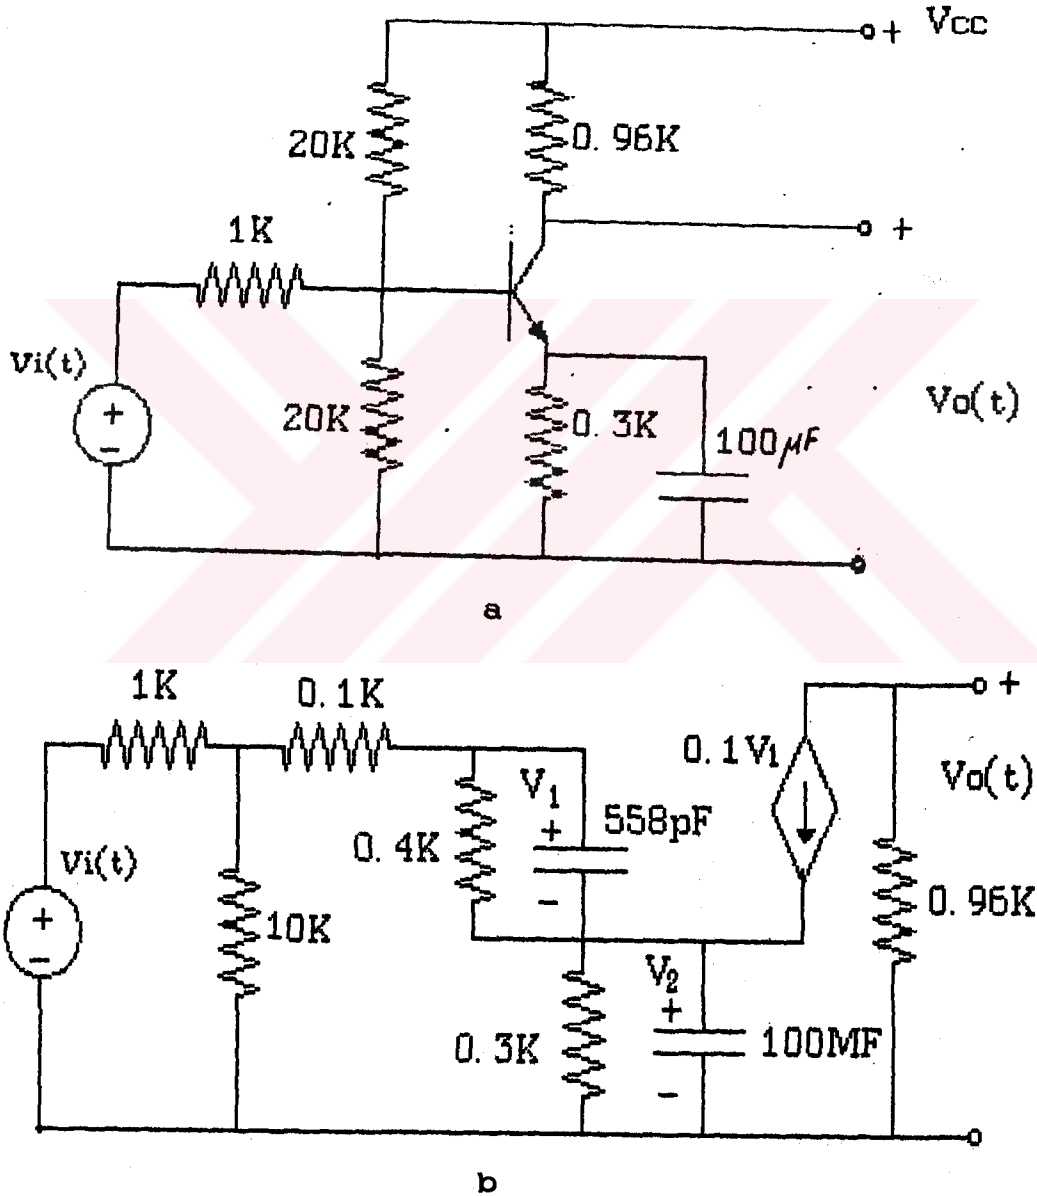 Vcc
+
20K
0.96K
1K
+
Vi(t)
+
-
20K
0.3K
100μF
Vo(t)
a
1K
0.1K
+
0.1V1
Vo(t)
V1
+
-
558pF
0.4K
Vi(t)
+
-
10K
0.96K
V2
+
-
0.3K
100MF
b